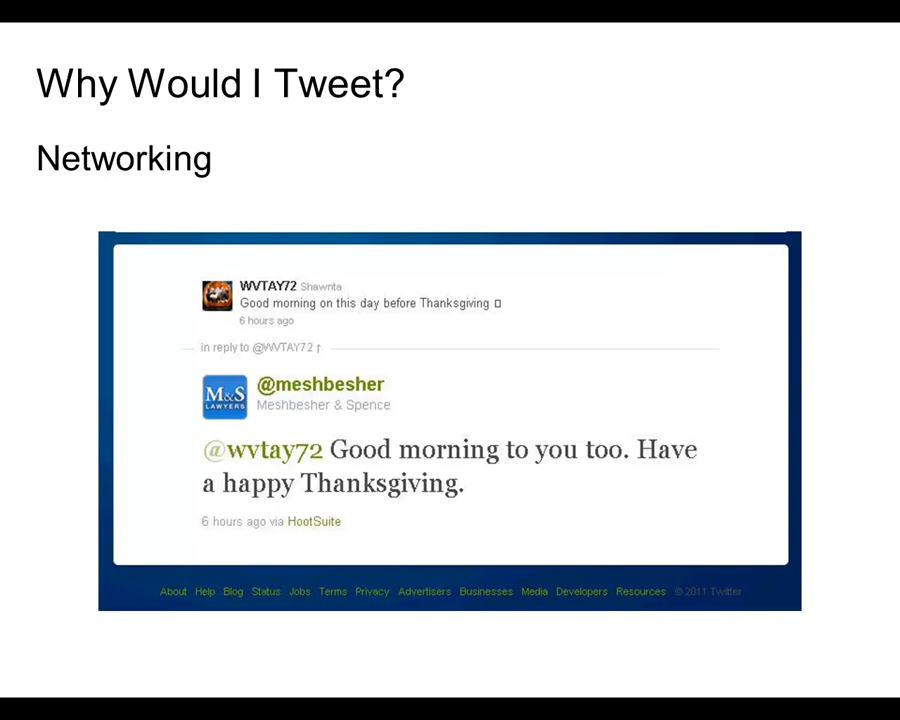 Why Would I Tweet?
Networking
WVTAY72 Shawnta
Good morning on this day before Thanksgiving
6 hours ago
in reply to @WVTAY72 ↑
M&S
LAWYERS
@meshbesher
Meshbesher & Spence
@wvtay72 Good morning to you too. Have
a happy Thanksgiving.
6 hours ago via HootSuite
About Help Blog Status Jobs Terms Privacy Advertisers Businesses Media Developers Resources © 2011 Twitter